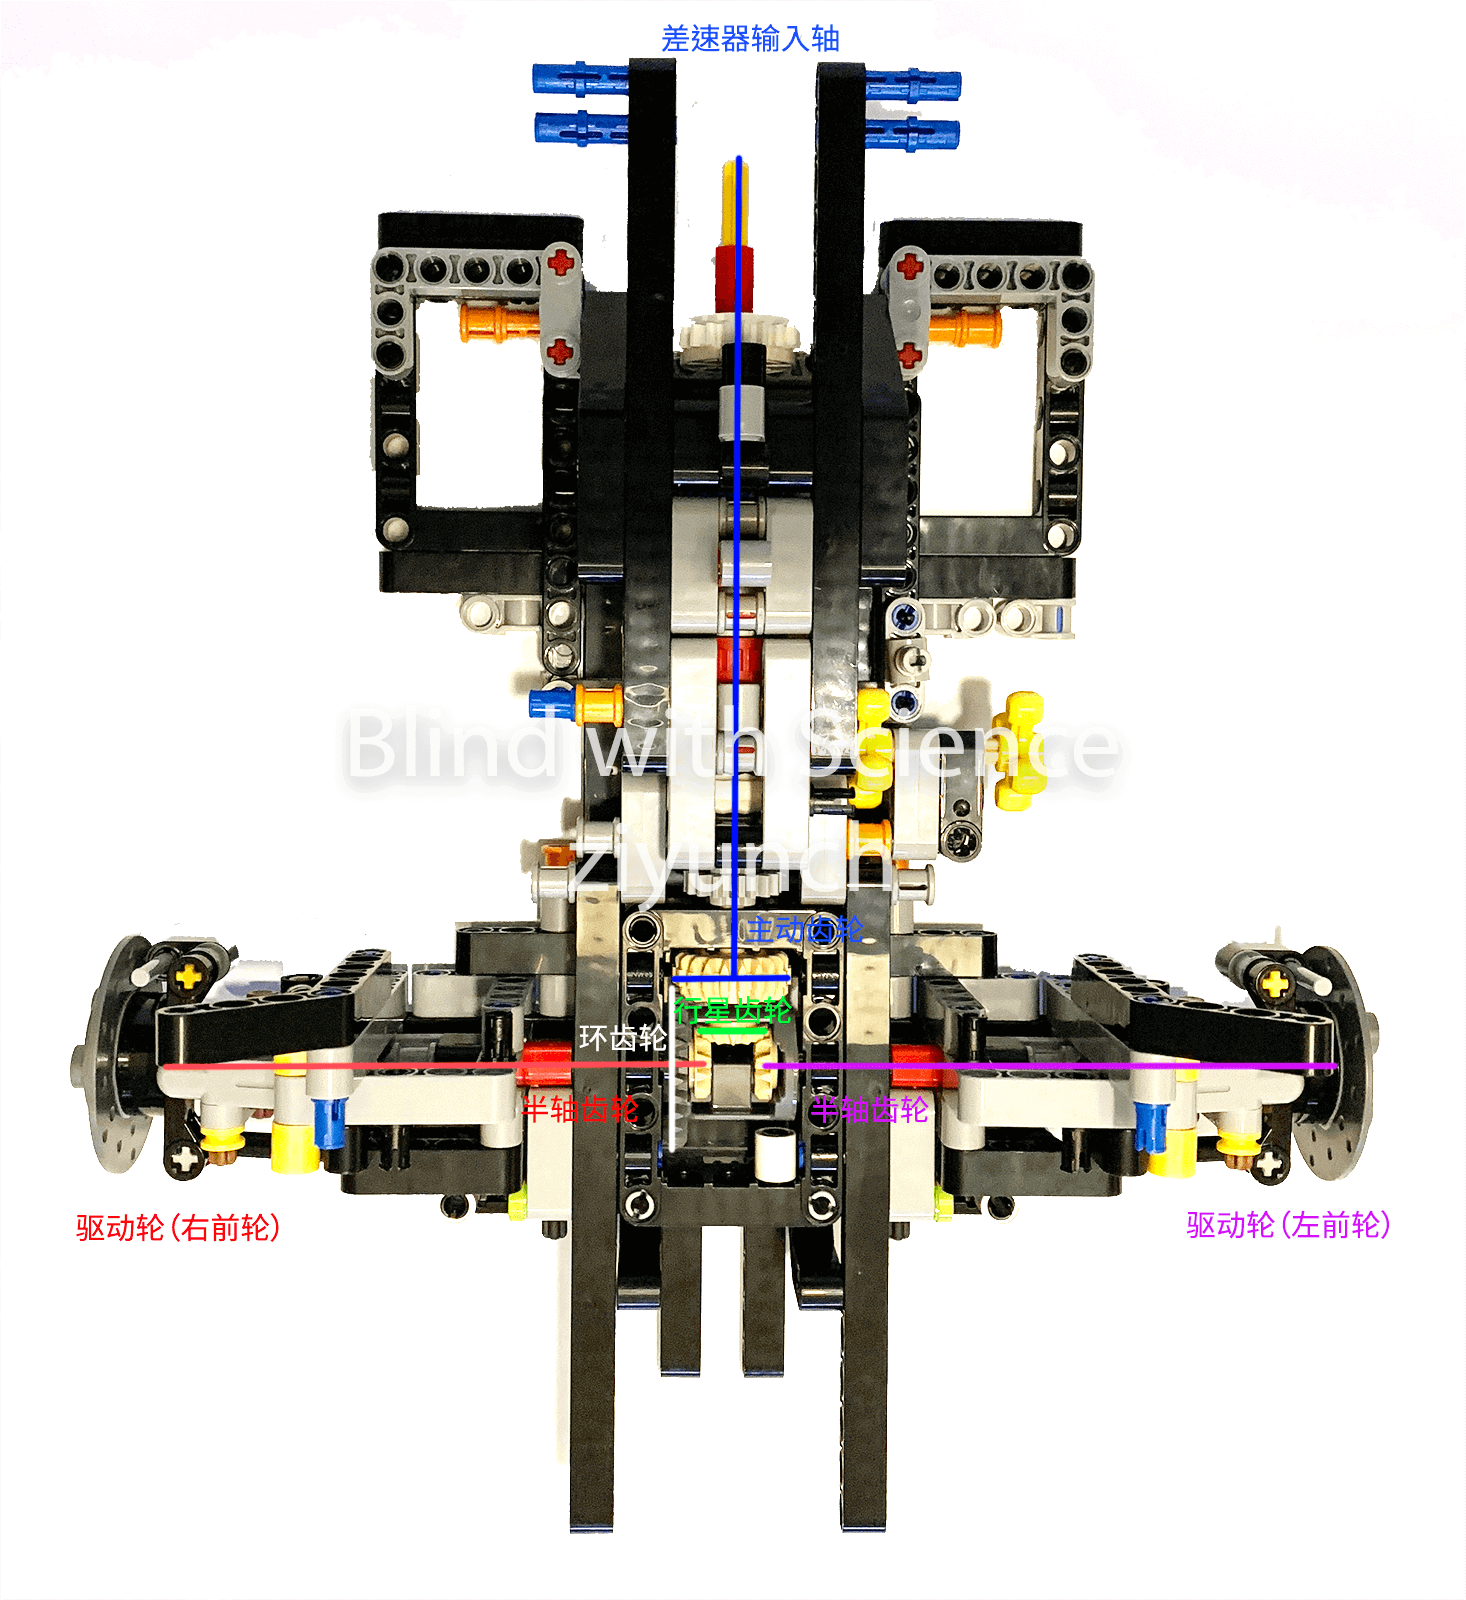 差速器输入轴
Blind with Science
ziyuncn
主动齿轮
行星齿轮
环齿轮
半轴齿轮
半轴齿轮
驱动轮(右前轮)
驱动轮(左前轮)